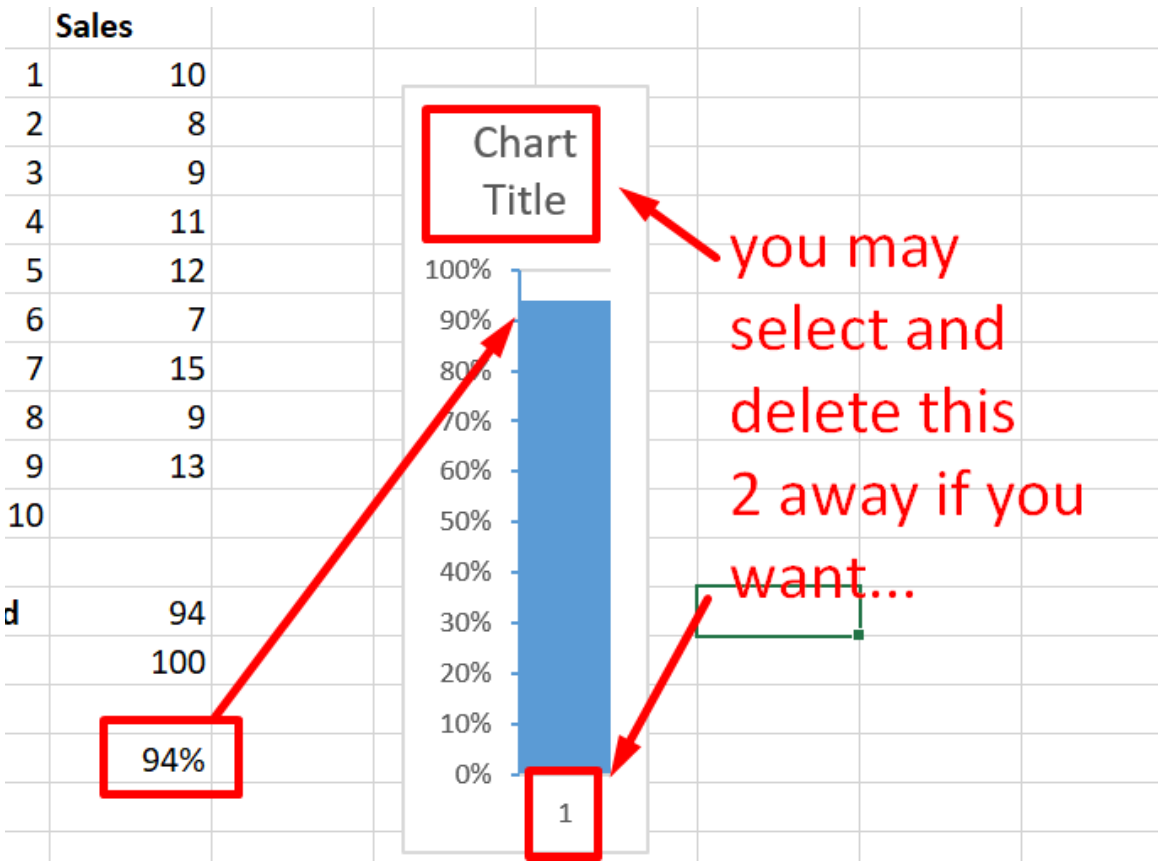 Sales
1 10
2 8
3 9
4 11
5 12
6 7
7 15
8 9
9 13
10
d 94
100
94%
Chart
Title
100%
90%
80%
70%
60%
50%
40%
30%
20%
10%
0%
1
you may
select and
delete this
2 away if you
want...